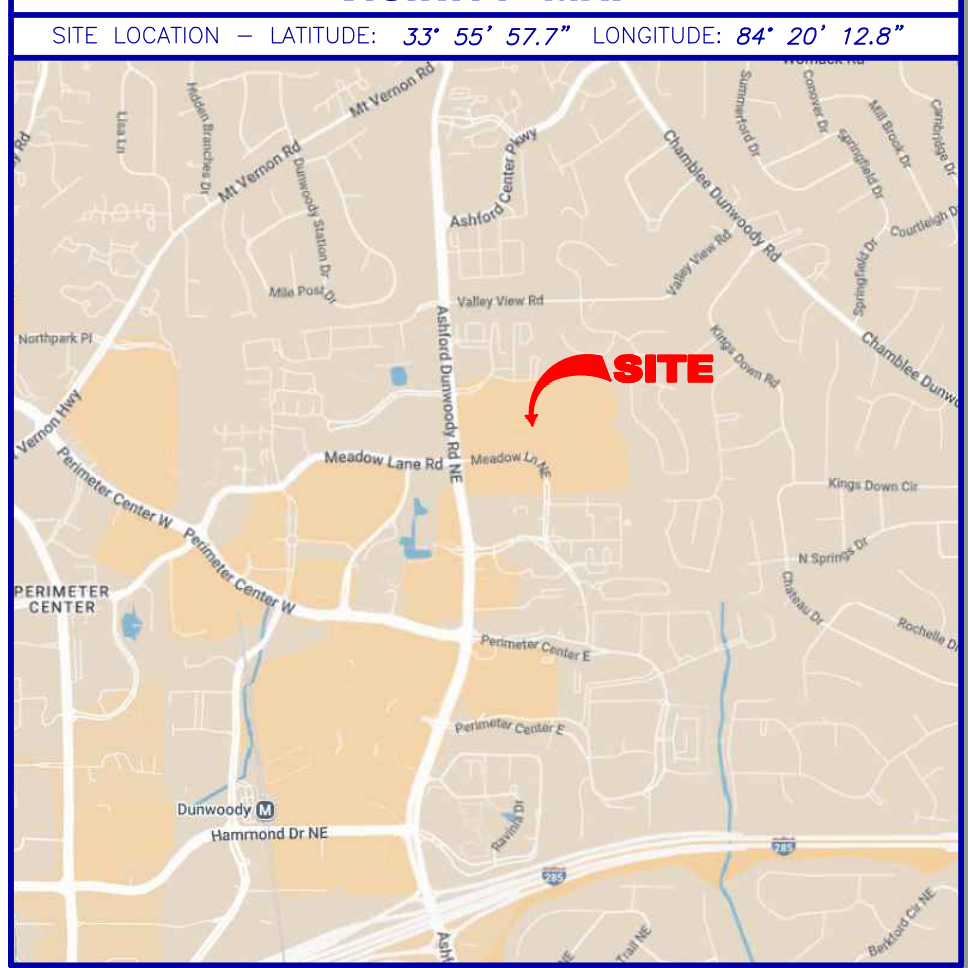 SITE LOCATION – LATITUDE: 33° 55' 57.7" LONGITUDE: 84° 20' 12.8"
Mt Vernon Rd
Lisa Ln
Hidden Branches Dr
Summerford Dr
Conover Dr
Mill Brook Dr
Cambridge Dr
Springfield Dr
Ashford Center Pkwy
Chamblee Dunwoody Rd
Mt Vernon Rd
Dunwoody Station Dr
Courtleigh D
Valley View Rd
Springfield Dr
Mile Post Dr
Valley View Rd
Northpark Pl
Ashford Dunwoody Rd NE
Kings Down Rd
Chamblee Dunwo
SITE
Vernon Hwy
Meadow Lane Rd
Meadow Ln NE
Perimeter Center W
Kings Down Cir
Perimeter Center W
N Springs Dr
PERIMETER
CENTER
Chateau Dr
Rochelle D
Perimeter Center E
Perimeter Center E
Dunwoody M
Hammond Dr NE
Ravinia Dr
285
285
Berkford Cir NE
Trail NE
NE
Ashf